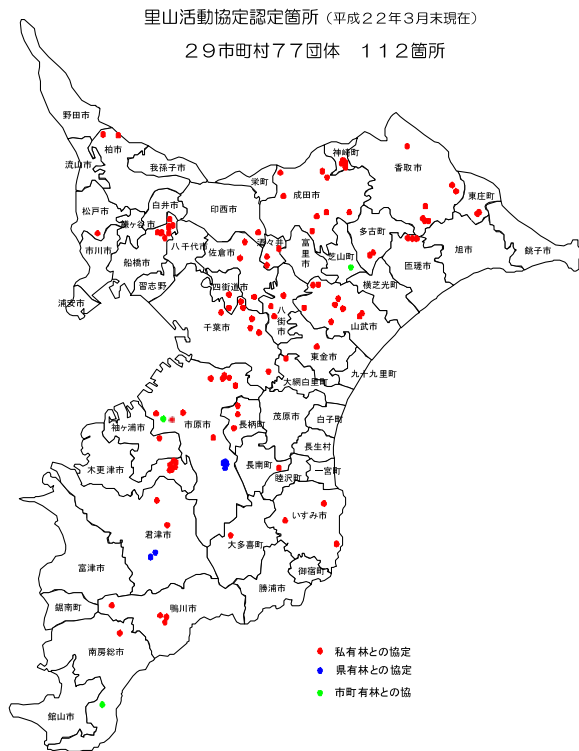 里山活動協定認定箇所（平成２２年３月末現在）
２９市町村７７団体　１１２箇所
野田市
柏市
流山市
我孫子市
神崎町
香取市
栄町
成田市
東庄町
松戸市
白井市
印西市
鎌ヶ谷市
多古町
市川市
八千代市
佐倉市
酒々井
富里市
芝山町
匝瑳市
旭市
銚子市
船橋市
習志野
四街道市
横芝光町
浦安市
千葉市
八街市
山武市
東金市
九十九里町
大網白里町
袖ヶ浦市
市原市
長柄町
茂原市
白子町
長生村
木更津市
長南町
睦沢町
一宮町
いすみ市
君津市
大多喜町
富津市
御宿町
勝浦市
鋸南町
鴨川市
南房総市
館山市
私有林との協定
県有林との協定
市町有林との協